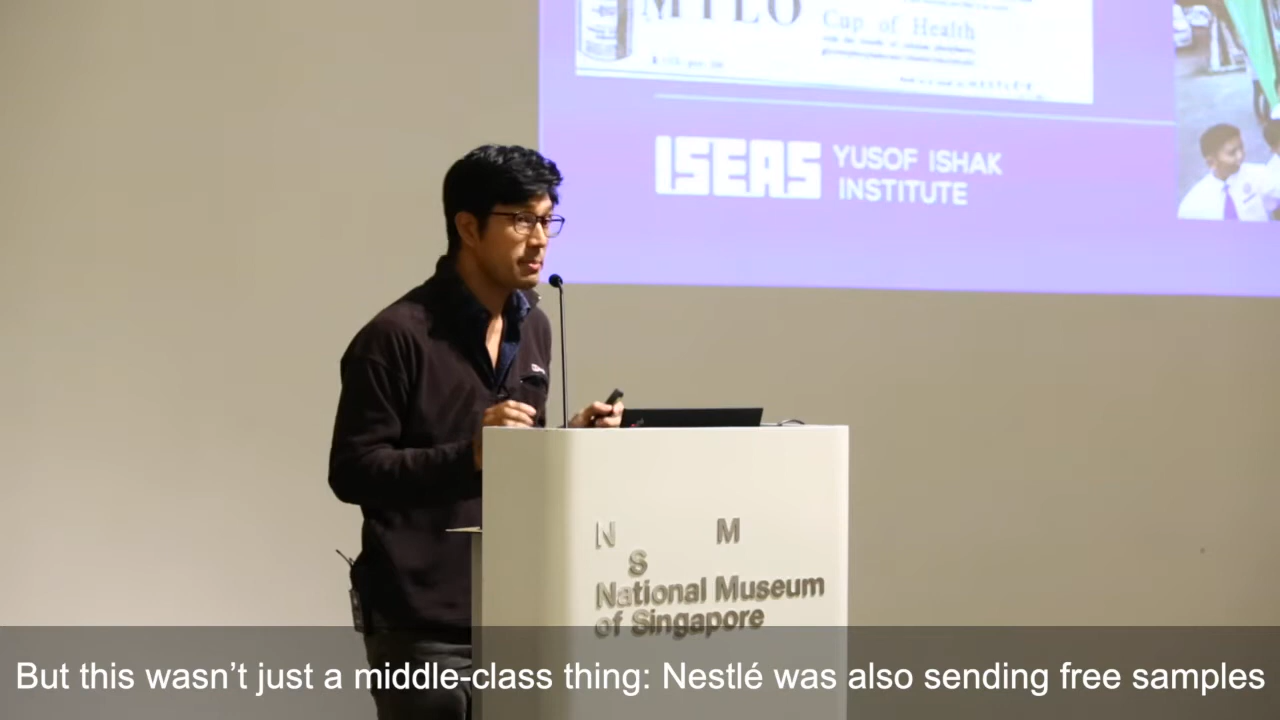 MILO
Cup of Health
ISEAS YUSOF ISHAK
INSTITUTE
N M
S
National Museum
of Singapore
But this wasn’t just a middle-class thing: Nestlé was also sending free samples